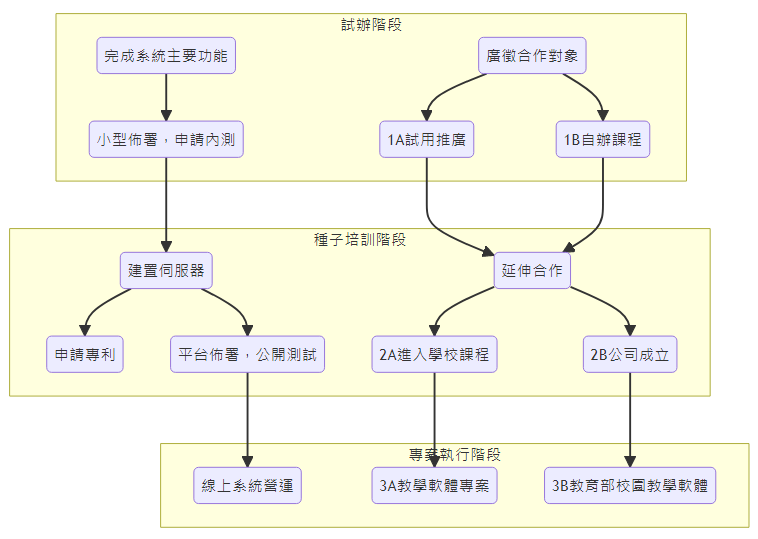 試辦階段
完成系統主要功能
廣徵合作對象
小型佈署，申請內測
1A試用推廣
1B自辦課程
種子培訓階段
建置伺服器
延伸合作
申請專利
平台佈署，公開測試
2A進入學校課程
2B公司成立
專案執行階段
線上系統營運
3A教學軟體專案
3B教育部校園教學軟體